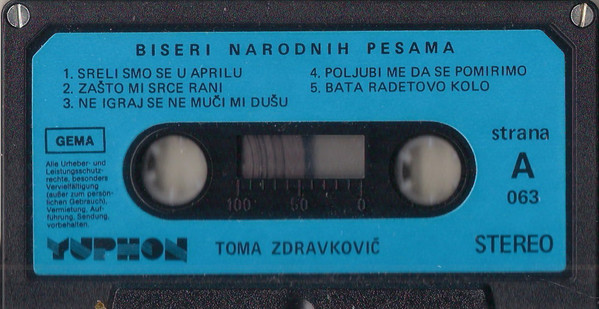 BISERI NARODNIH PESAMA
1. SRELI SMO SE U APRILU
2. ZAŠTO MI SRCE RANI
3. NE IGRAJ SE NE MUČI MI DUŠU
4. POLJUBI ME DA SE POMIRIMO
5. BATA RADETOVO KOLO
GEMA
Alle Urheber- und
Leistungsschutz-
rechte, besonders
Vervielfältigung
(außer zum persön-
lichen Gebrauch),
Vermietung, Auf-
führung, Sendung,
vorbehalten.
strana
A
063
100 50 0
YUPHON
TOMA ZDRAVKOVIČ
STEREO